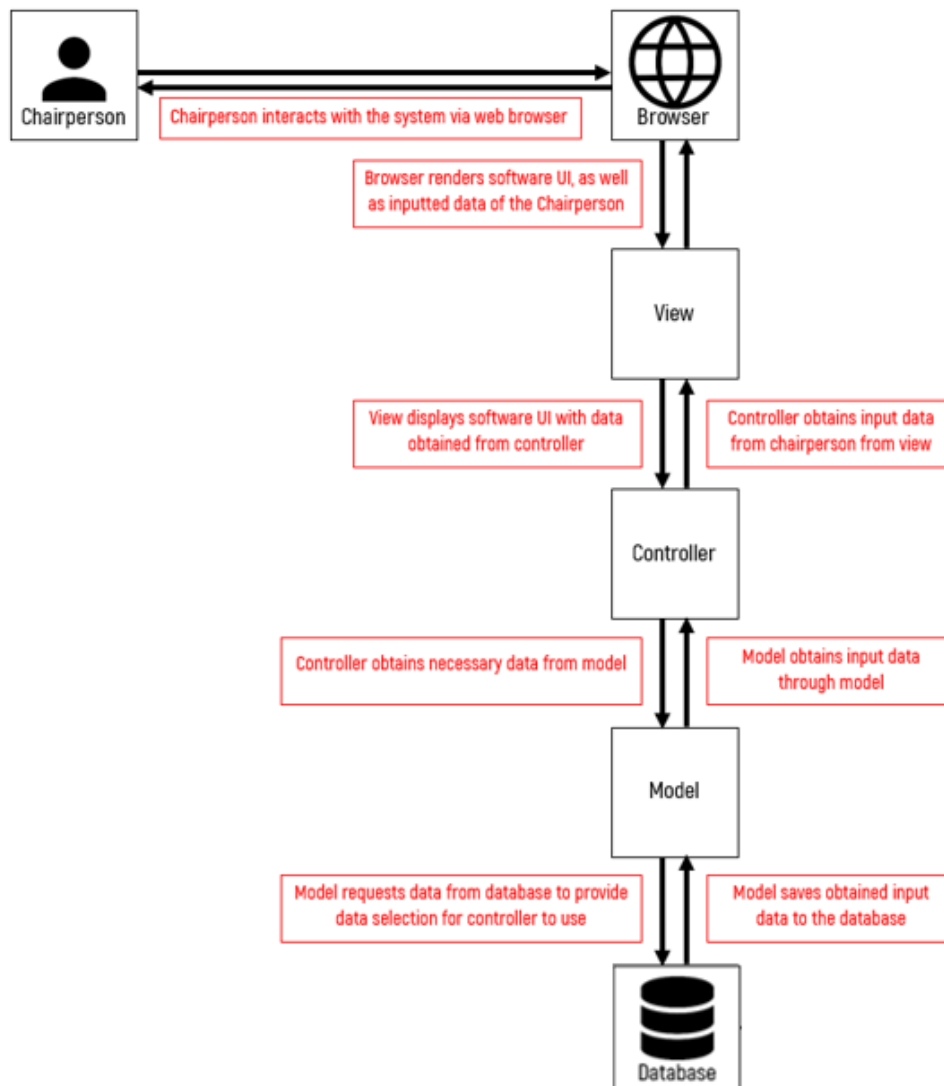 Chairperson
Browser
Chairperson interacts with the system via web browser
Browser renders software UI, as well
as inputted data of the Chairperson
View
View displays software UI with data
obtained from controller
Controller obtains input data
from chairperson from view
Controller
Controller obtains necessary data from model
Model obtains input data
through model
Model
Model requests data from database to provide
data selection for controller to use
Model saves obtained input
data to the database
Database